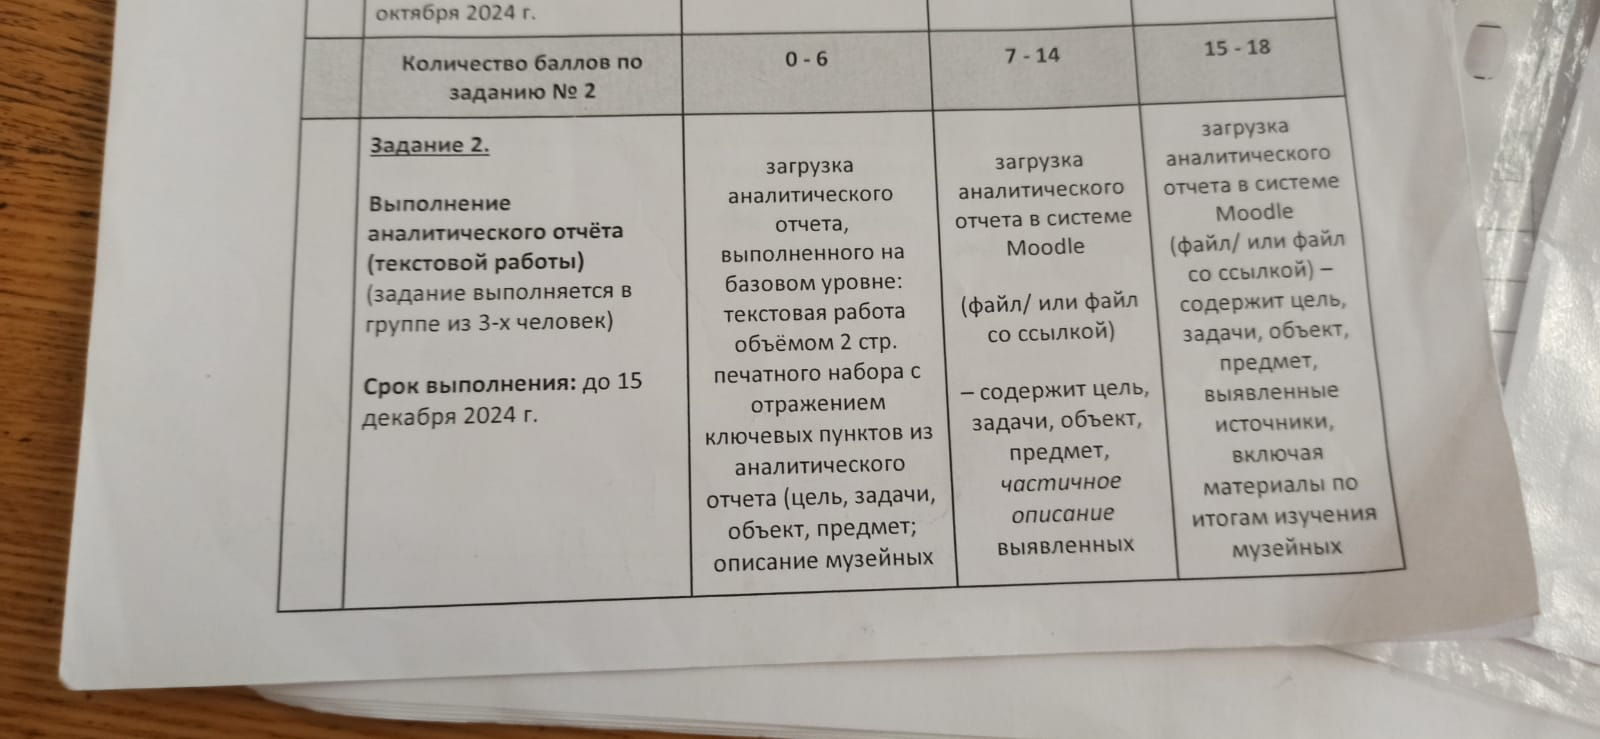 октября 2024 г.
Количество баллов по
заданию № 2
0 - 6
7 - 14
15 - 18
Задание 2.
Выполнение
аналитического отчёта
(текстовой работы)
(задание выполняется в
группе из 3-х человек)
Срок выполнения: до 15
декабря 2024 г.
загрузка
аналитического
отчета,
выполненного на
базовом уровне:
текстовая работа
объёмом 2 стр.
печатного набора с
отражением
ключевых пунктов из
аналитического
отчета (цель, задачи,
объект, предмет;
описание музейных
загрузка
аналитического
отчета в системе
Moodle
(файл/ или файл
со ссылкой)
– содержит цель,
задачи, объект,
предмет,
частичное
описание
выявленных
загрузка
аналитического
отчета в системе
Moodle
(файл/ или файл
со ссылкой) –
содержит цель,
задачи, объект,
предмет,
выявленные
источники,
включая
материалы по
итогам изучения
музейных